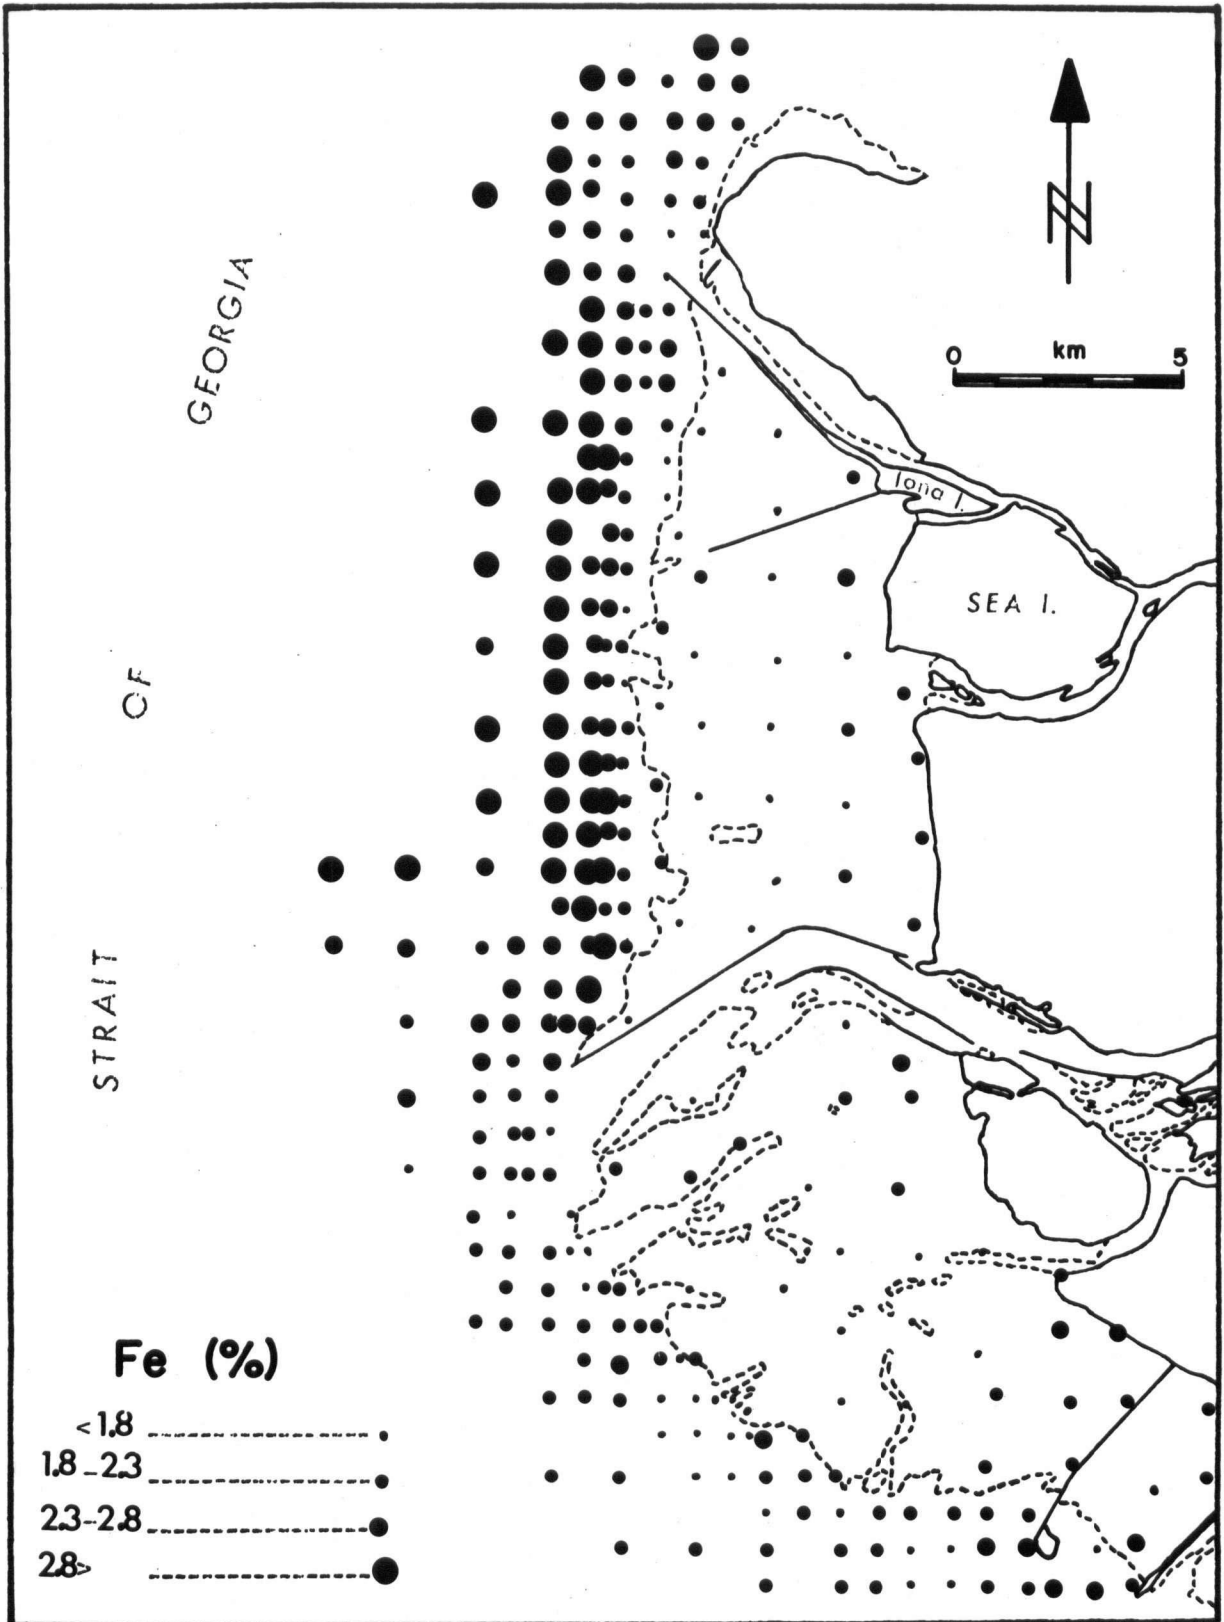 N
0 km 5
GEORGIA
Iona I.
SEA I.
OF
STRAIT
Fe (%)
<1.8
1.8-2.3
2.3-2.8
2.8>